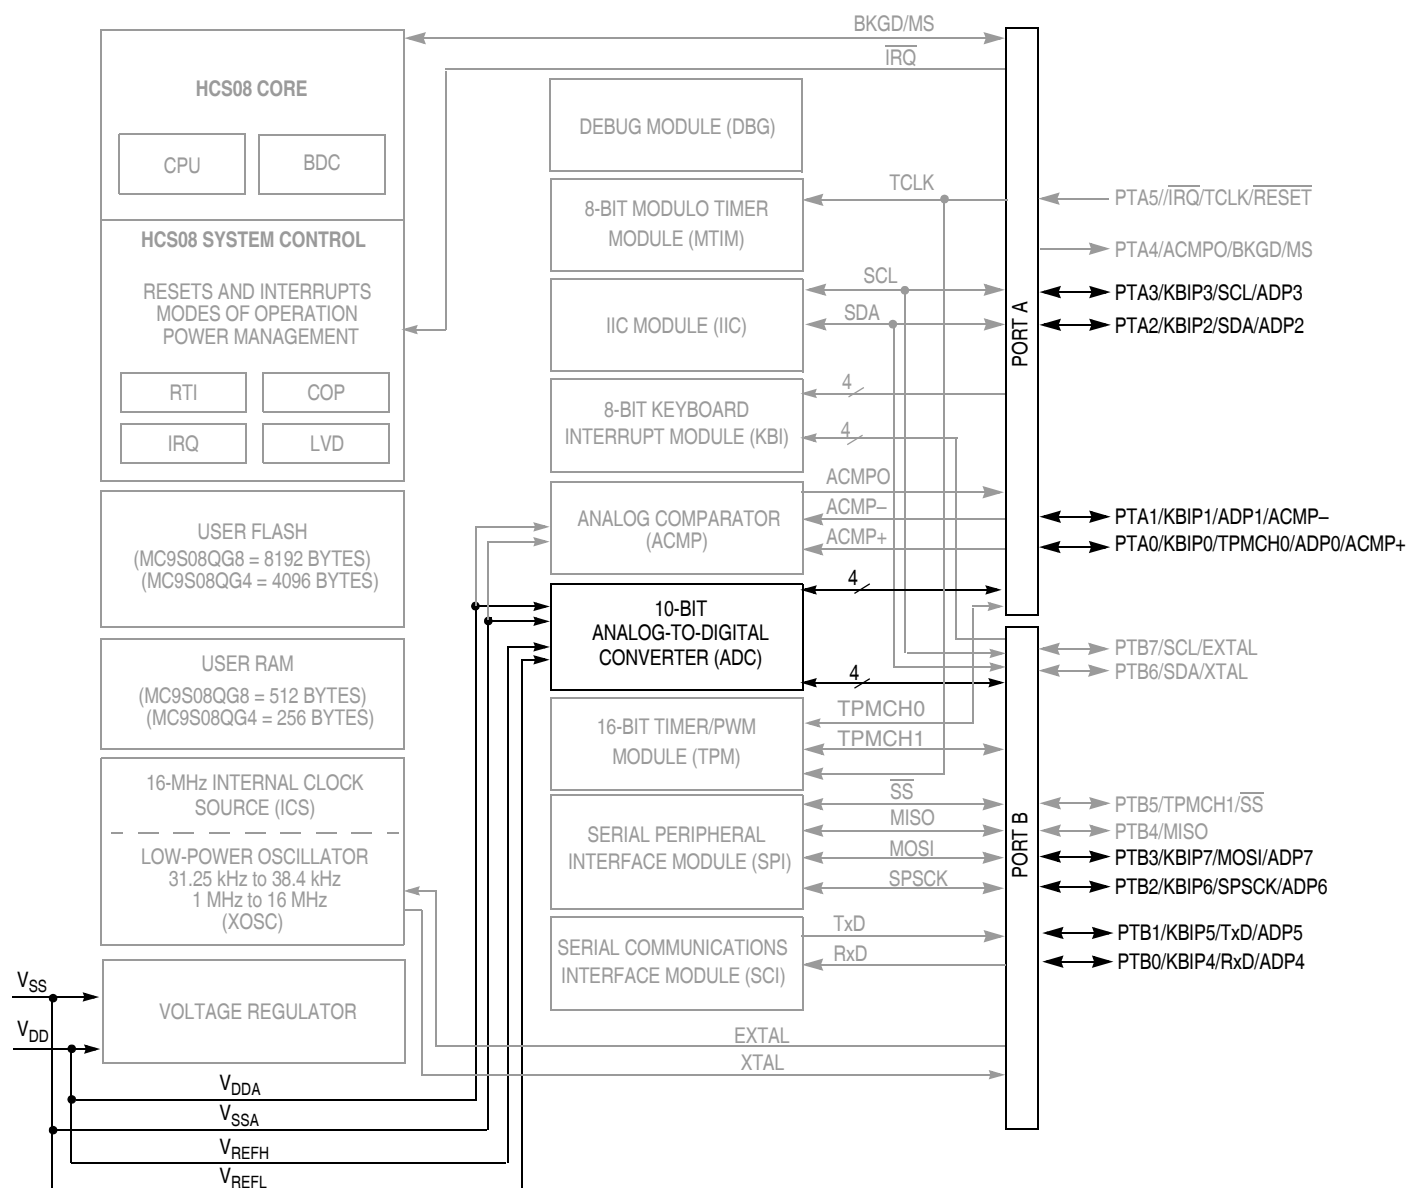 BKGD/MS
IRQ
HCS08 CORE
CPU
BDC
HCS08 SYSTEM CONTROL
RESETS AND INTERRUPTS
MODES OF OPERATION
POWER MANAGEMENT
RTI
COP
IRQ
LVD
USER FLASH
(MC9S08QG8 = 8192 BYTES)
(MC9S08QG4 = 4096 BYTES)
USER RAM
(MC9S08QG8 = 512 BYTES)
(MC9S08QG4 = 256 BYTES)
16-MHz INTERNAL CLOCK
SOURCE (ICS)
LOW-POWER OSCILLATOR
31.25 kHz to 38.4 kHz
1 MHz to 16 MHz
(XOSC)
VSS
VDD
VOLTAGE REGULATOR
VDDA
VSSA
VREFH
VREFL
DEBUG MODULE (DBG)
8-BIT MODULO TIMER
MODULE (MTIM)
TCLK
IIC MODULE (IIC)
SCL
SDA
8-BIT KEYBOARD
INTERRUPT MODULE (KBI)
4
4
ANALOG COMPARATOR
(ACMP)
ACMPO
ACMP–
ACMP+
10-BIT
ANALOG-TO-DIGITAL
CONVERTER (ADC)
4
4
16-BIT TIMER/PWM
MODULE (TPM)
TPMCH0
TPMCH1
SERIAL PERIPHERAL
INTERFACE MODULE (SPI)
SS
MISO
MOSI
SPSCK
SERIAL COMMUNICATIONS
INTERFACE MODULE (SCI)
TxD
RxD
EXTAL
XTAL
PORT A
PTA5//IRQ/TCLK/RESET
PTA4/ACMPO/BKGD/MS
PTA3/KBIP3/SCL/ADP3
PTA2/KBIP2/SDA/ADP2
PTA1/KBIP1/ADP1/ACMP–
PTA0/KBIP0/TPMCH0/ADP0/ACMP+
PORT B
PTB7/SCL/EXTAL
PTB6/SDA/XTAL
PTB5/TPMCH1/SS
PTB4/MISO
PTB3/KBIP7/MOSI/ADP7
PTB2/KBIP6/SPSCK/ADP6
PTB1/KBIP5/TxD/ADP5
PTB0/KBIP4/RxD/ADP4